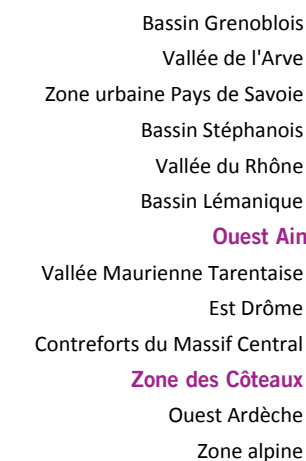 Bassin Grenoblois
Vallée de l'Arve
Zone urbaine Pays de Savoie
Bassin Stéphanois
Vallée du Rhône
Bassin Lémanique
Ouest Ain
Vallée Maurienne Tarentaise
Est Drôme
Contreforts du Massif Central
Zone des Côteaux
Ouest Ardèche
Zone alpine